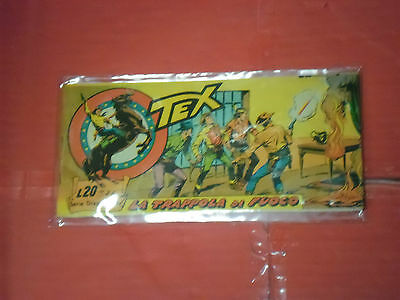 TEX
L.20
LA TRAPPOLA DI FUOCO